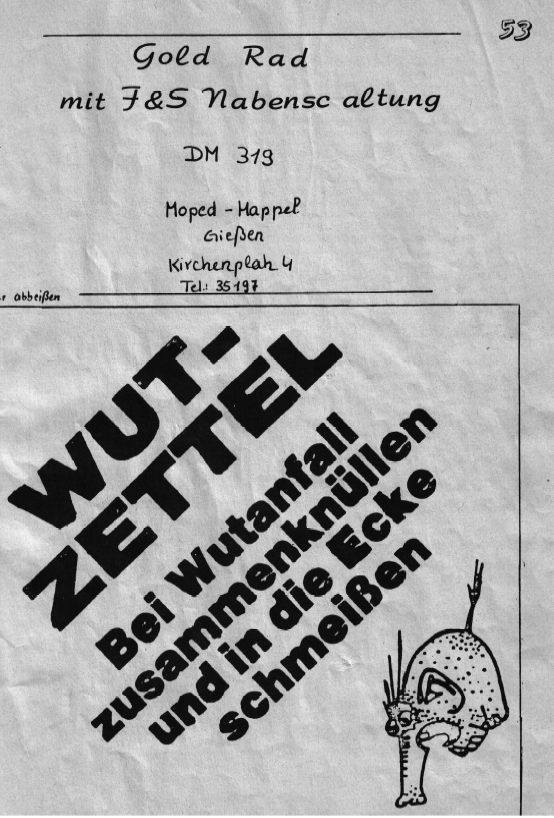 53
Gold Rad
mit F&S Nabensc altung
DM 319
Moped - Happel
Gießen
Kirchenplatz 4
Tel.: 35197
abbeißen
WUT-
ZETTEL
Bei Wutanfall
zusammenknüllen
und in die Ecke
schmeißen